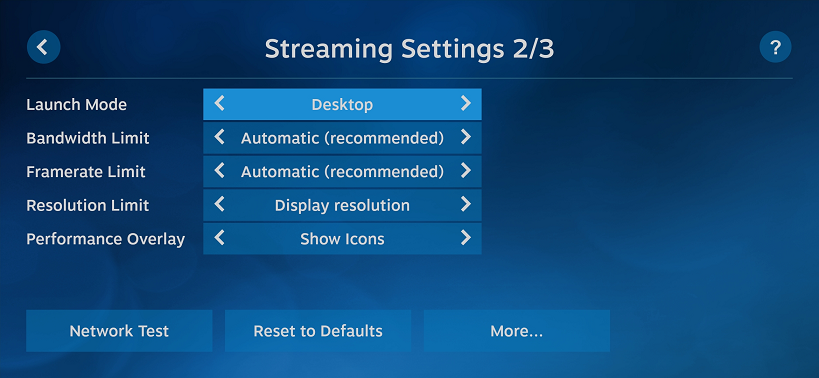 Streaming Settings 2/3
?
Launch Mode Desktop
Bandwidth Limit Automatic (recommended)
Framerate Limit Automatic (recommended)
Resolution Limit Display resolution
Performance Overlay Show Icons
Network Test Reset to Defaults More...